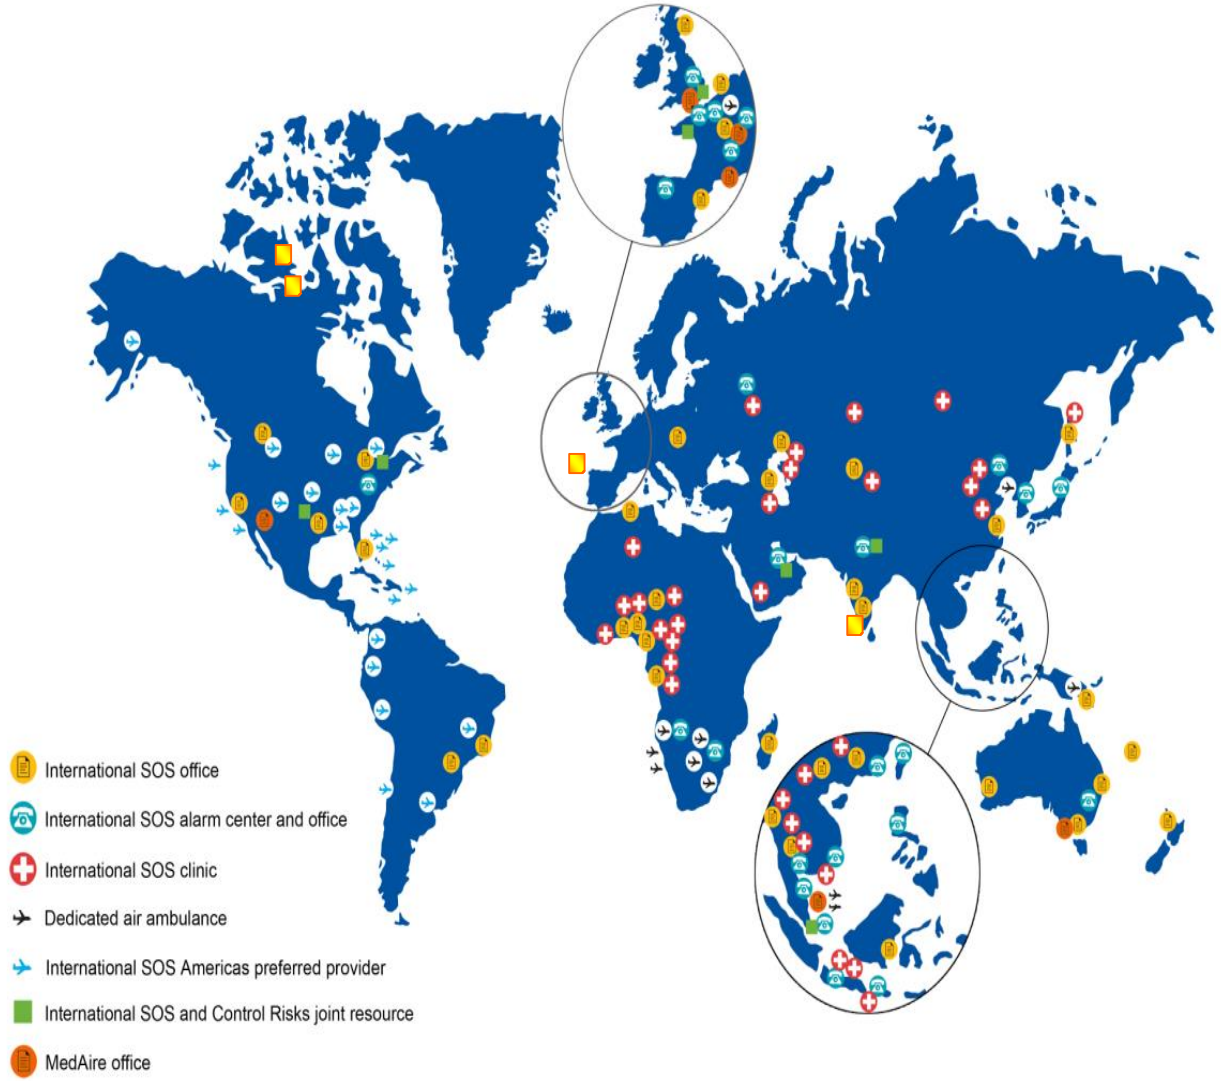 International SOS office
International SOS alarm center and office
International SOS clinic
Dedicated air ambulance
International SOS Americas preferred provider
International SOS and Control Risks joint resource
MedAire office